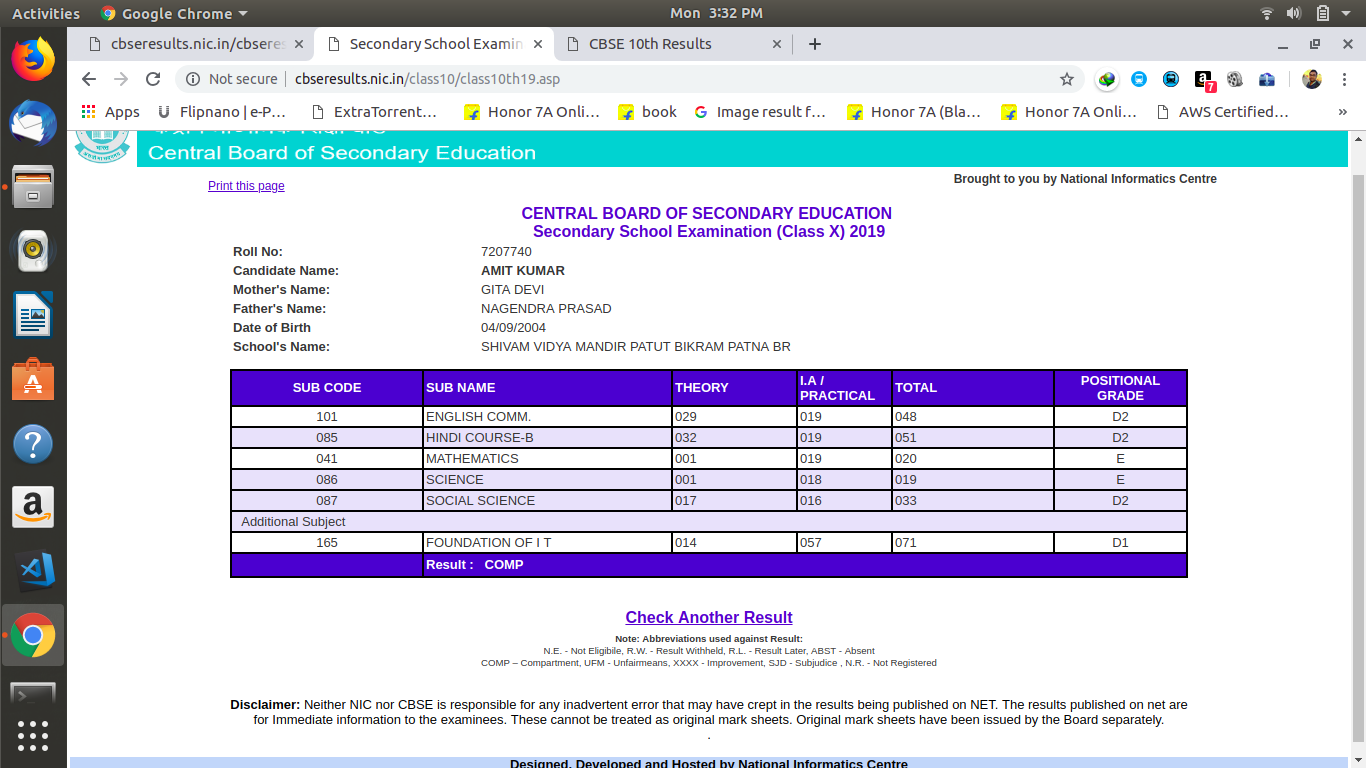 Activities Google Chrome Mon 3:32 PM
cbseresults.nic.in/cbseres Secondary School Examin CBSE 10th Results
Not secure cbseresults.nic.in/class10/class10th19.asp 7
Apps Flipnano | e-P... ExtraTorrent... Honor 7A Onli... book Image result f... Honor 7A (Bla... Honor 7A Onli... AWS Certified... »
Central Board of Secondary Education
Print this page Brought to you by National Informatics Centre
CENTRAL BOARD OF SECONDARY EDUCATION
Secondary School Examination (Class X) 2019
Roll No: 7207740
Candidate Name: AMIT KUMAR
Mother's Name: GITA DEVI
Father's Name: NAGENDRA PRASAD
Date of Birth 04/09/2004
School's Name: SHIVAM VIDYA MANDIR PATUT BIKRAM PATNA BR
SUB CODE SUB NAME THEORY I.A / PRACTICAL TOTAL POSITIONAL GRADE
101 ENGLISH COMM. 029 019 048 D2
085 HINDI COURSE-B 032 019 051 D2
041 MATHEMATICS 001 019 020 E
086 SCIENCE 001 018 019 E
087 SOCIAL SCIENCE 017 016 033 D2
Additional Subject
165 FOUNDATION OF I T 014 057 071 D1
Result : COMP
Check Another Result
Note: Abbreviations used against Result:
N.E. - Not Eligibile, R.W. - Result Withheld, R.L. - Result Later, ABST - Absent
COMP – Compartment, UFM - Unfairmeans, XXXX - Improvement, SJD - Subjudice , N.R. - Not Registered
Disclaimer: Neither NIC nor CBSE is responsible for any inadvertent error that may have crept in the results being published on NET. The results published on net are
for Immediate information to the examinees. These cannot be treated as original mark sheets. Original mark sheets have been issued by the Board separately.
.
Designed, Developed and Hosted by National Informatics Centre